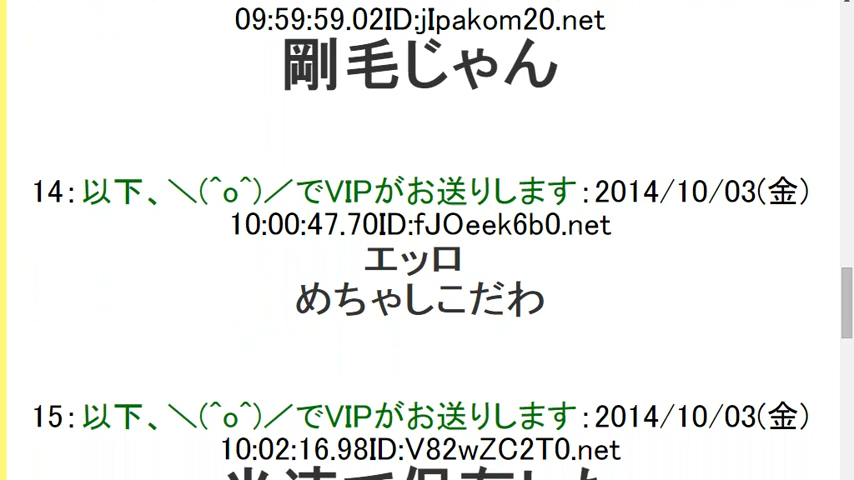 09:59:59.02ID:jIpakom20.net
剛毛じゃん
14：以下、＼(^o^)／でVIPがお送りします：2014/10/03(金)
10:00:47.70ID:fJOeek6b0.net
エッロ
めちゃしこだわ
15：以下、＼(^o^)／でVIPがお送りします：2014/10/03(金)
10:02:16.98ID:V82wZC2T0.net